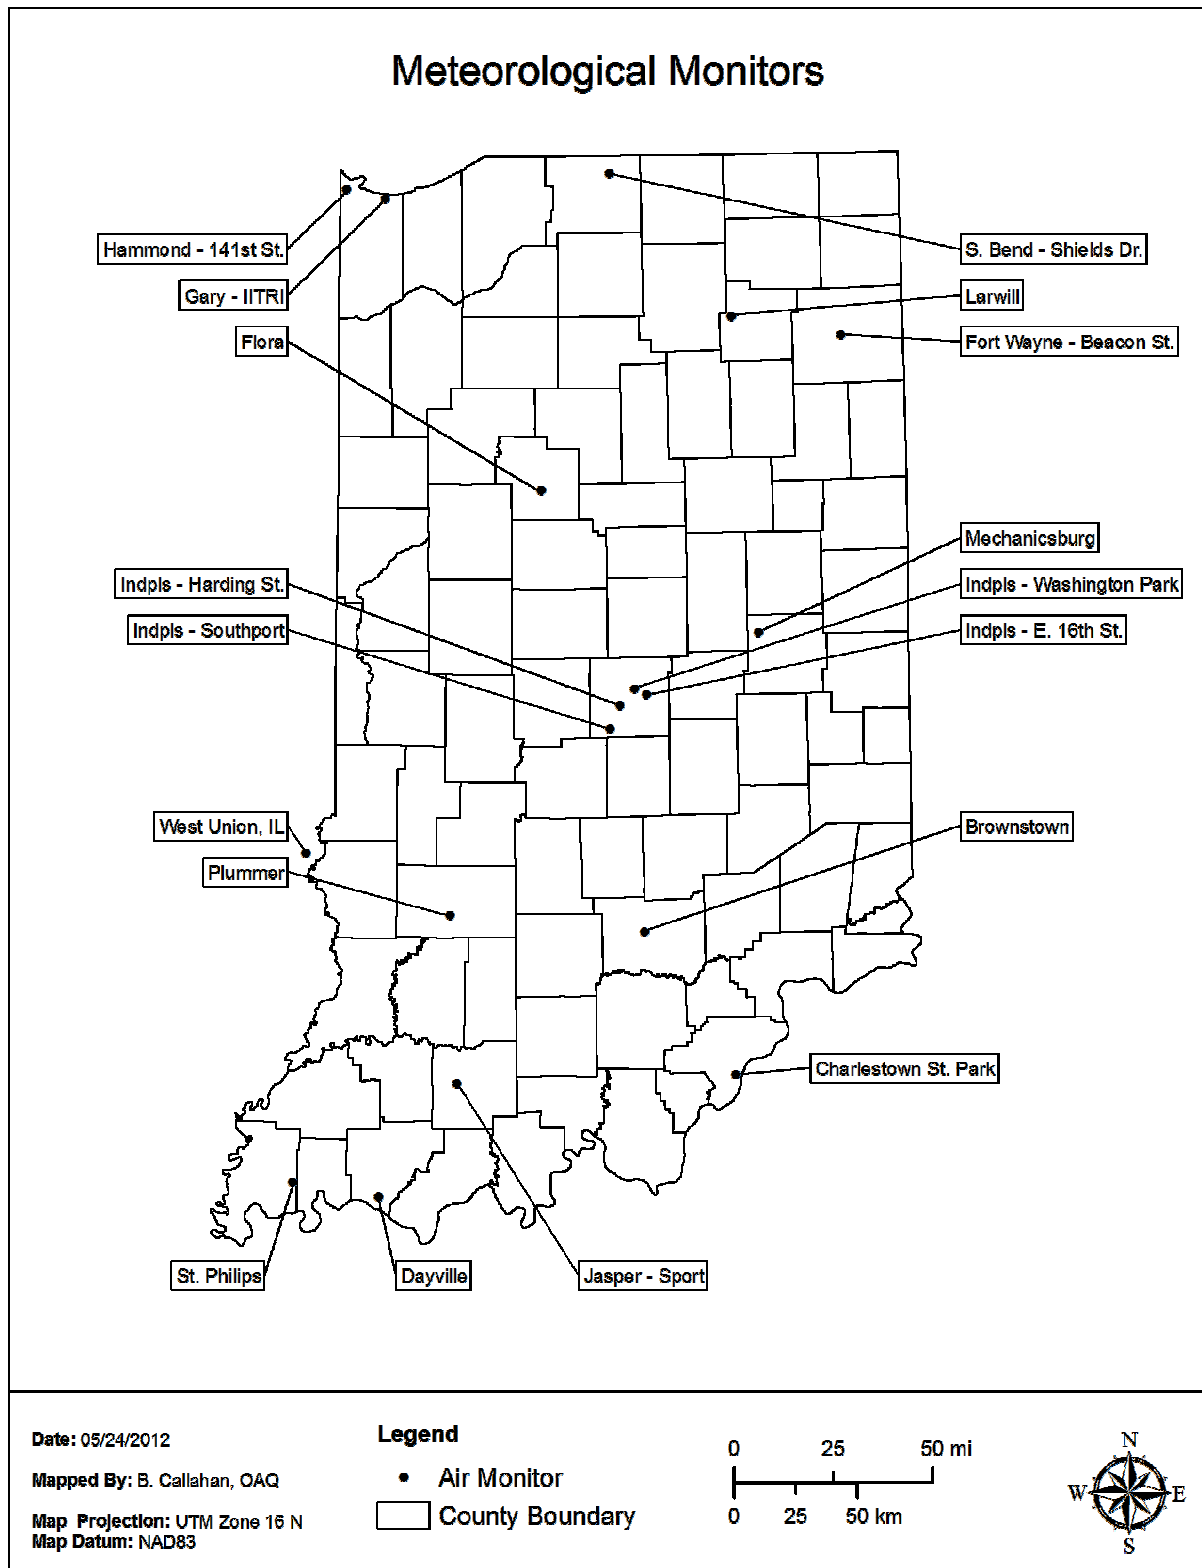 Meteorological Monitors
Hammond - 141st St.
S. Bend - Shields Dr.
Gary - IITRI
Larwill
Flora
Fort Wayne - Beacon St.
Mechanicsburg
Indpls - Harding St.
Indpls - Washington Park
Indpls - Southport
Indpls - E. 16th St.
West Union, IL
Brownstown
Plummer
Charlestown St. Park
St. Philips
Dayville
Jasper - Sport
Date: 05/24/2012
Mapped By: B. Callahan, OAQ
Map Projection: UTM Zone 16 N
Map Datum: NAD83
Legend
Air Monitor
County Boundary
0 25 50 mi
0 25 50 km
N
W E
S